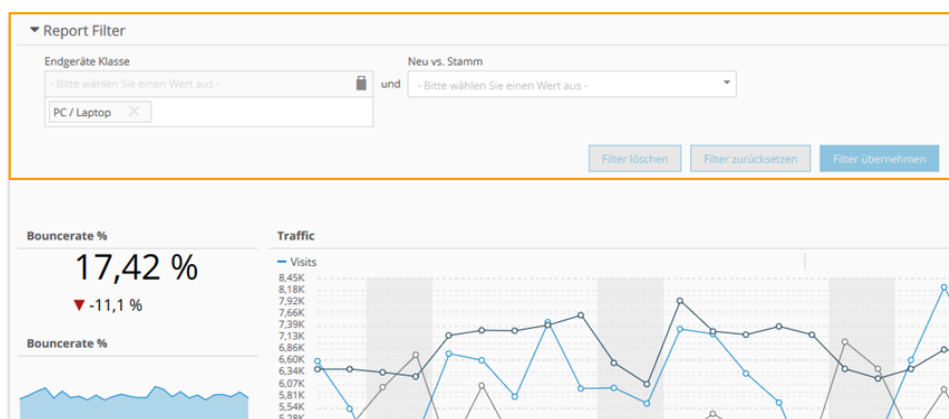 Report Filter
Endgeräte Klasse
Neu vs. Stamm
- Bitte wählen Sie einen Wert aus -
und
- Bitte wählen Sie einen Wert aus -
PC / Laptop
Filter löschen
Filter zurücksetzen
Filter übernehmen
Bouncerate %
Traffic
17,42 %
-11,1 %
Bouncerate %
Visits
8,45K
8,18K
7,92K
7,66K
7,39K
7,13K
6,86K
6,60K
6,34K
6,07K
5,81K
5,54K
5,28K